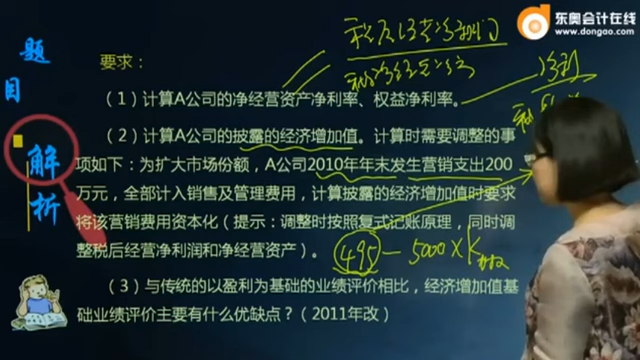 东奥会计在线
www.dongao.com
题目解析
要求：
（1）计算A公司的净经营资产净利率、权益净利率。
（2）计算A公司的披露的经济增加值。计算时需要调整的事
项如下：为扩大市场份额，A公司2010年年末发生营销支出200
万元，全部计入销售及管理费用，计算披露的经济增加值时要求
将该营销费用资本化（提示：调整时按照复式记账原理，同时调
整税后经营净利润和净经营资产）。
495 - 5000 × K
（3）与传统的以盈利为基础的业绩评价相比，经济增加值基
础业绩评价主要有什么优缺点？（2011年改）